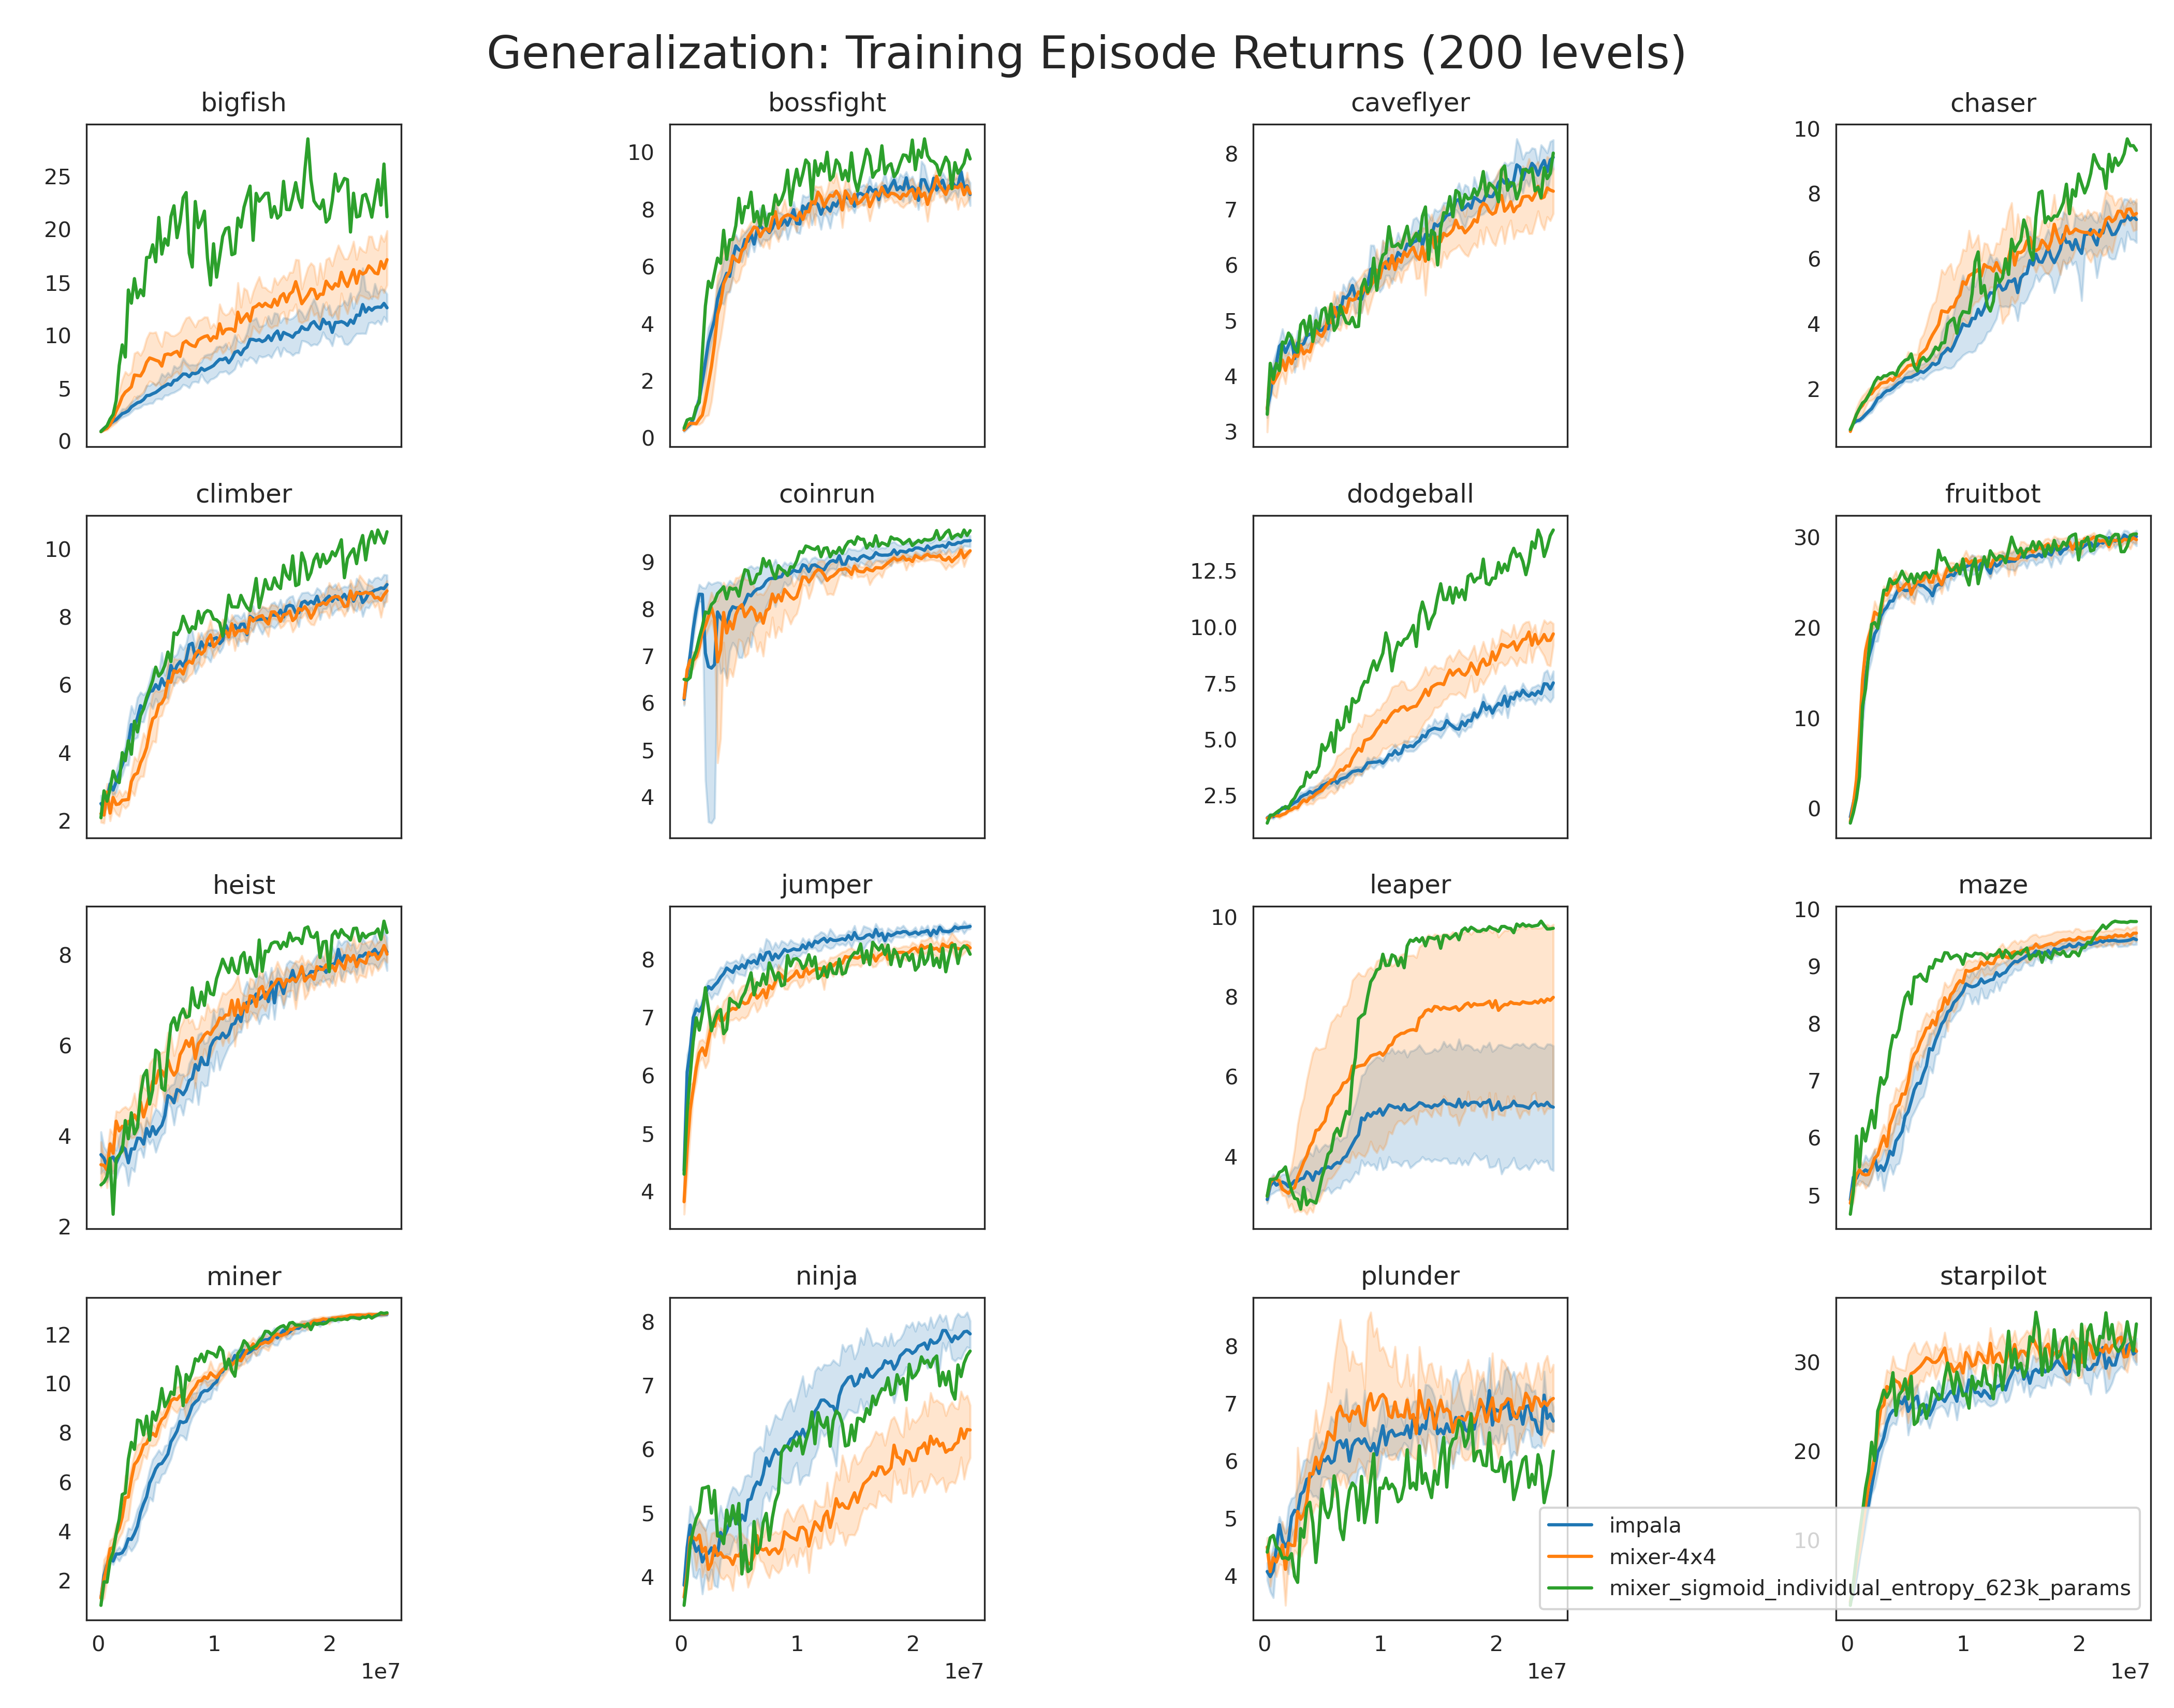 Generalization: Training Episode Returns (200 levels)
bigfish
bossfight
caveflyer
chaser
25
20
15
10
5
0
10
8
6
4
2
0
8
7
6
5
4
3
10
8
6
4
2
climber
coinrun
dodgeball
fruitbot
10
8
6
4
2
9
8
7
6
5
4
12.5
10.0
7.5
5.0
2.5
30
20
10
0
heist
jumper
leaper
maze
8
6
4
2
8
7
6
5
4
10
8
6
4
10
9
8
7
6
5
miner
ninja
plunder
starpilot
12
10
8
6
4
2
8
7
6
5
4
8
7
6
5
4
30
20
10
impala
mixer-4x4
mixer_sigmoid_individual_entropy_623k_params
0 1 2
1e7
0 1 2
1e7
0 1 2
1e7
0 1 2
1e7